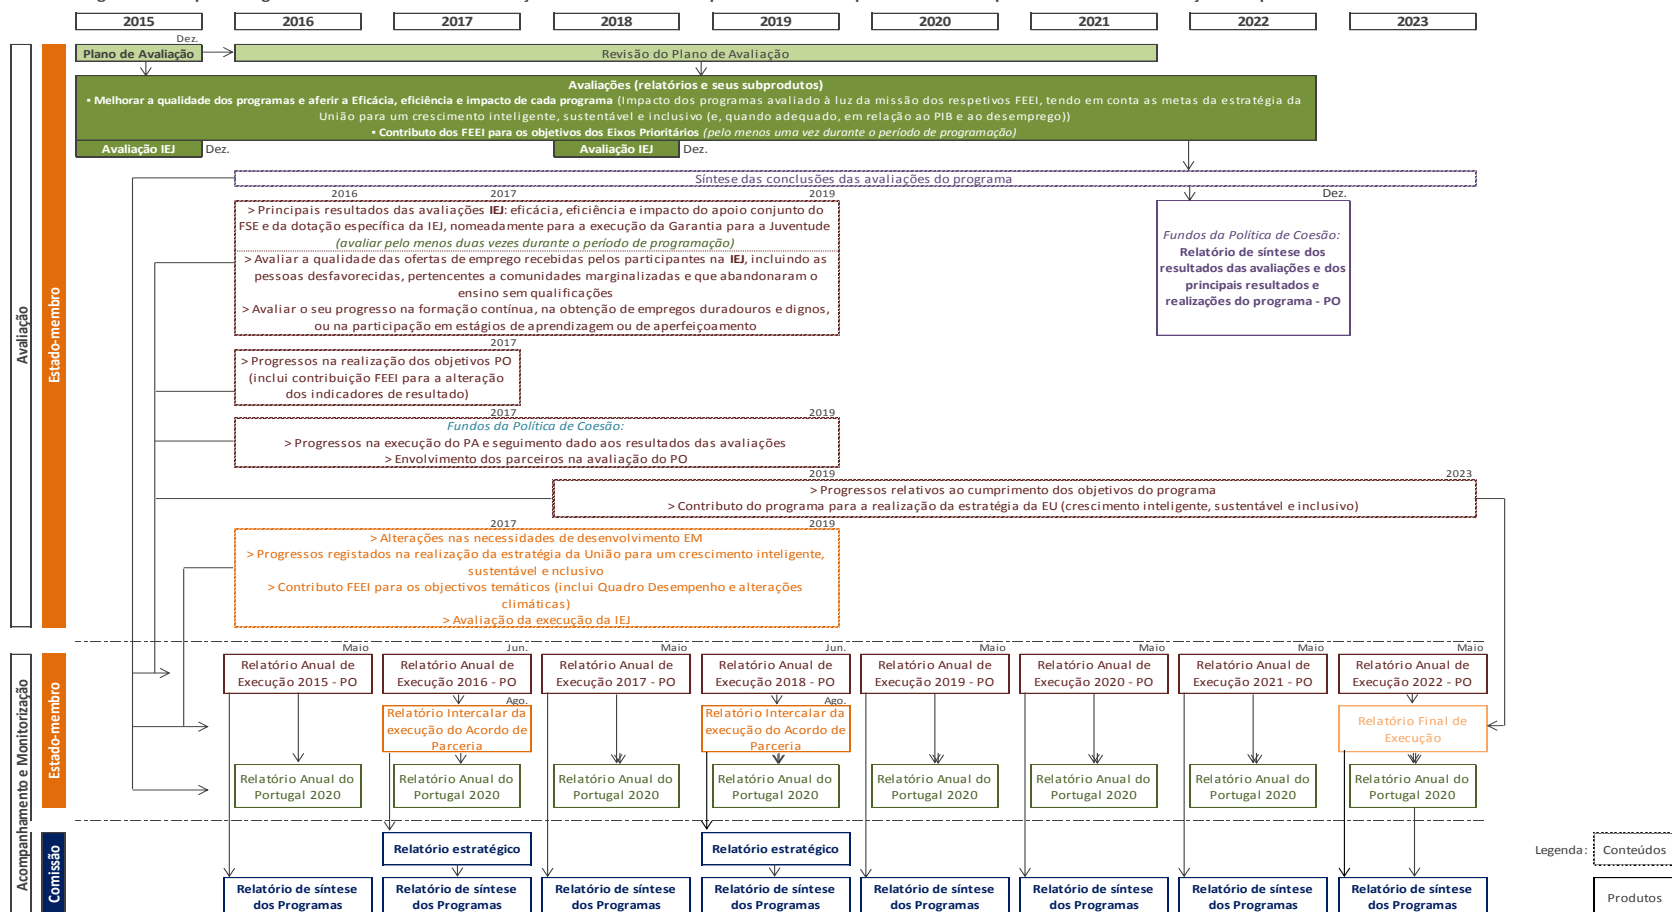 2015
2016
2017
2018
2019
2020
2021
2022
2023
Dez.
Plano de Avaliação
Revisão do Plano de Avaliação
Avaliações (relatórios e seus subprodutos)
• Melhorar a qualidade dos programas e aferir a Eficácia, eficiência e impacto de cada programa (Impacto dos programas avaliado à luz da missão dos respetivos FEEI, tendo em conta as metas da estratégia da
União para um crescimento inteligente, sustentável e inclusivo (e, quando adequado, em relação ao PIB e ao desemprego))
• Contributo dos FEEI para os objetivos dos Eixos Prioritários (pelo menos uma vez durante o período de programação)
Avaliação IEJ
Dez.
Avaliação IEJ
Dez.
Síntese das conclusões das avaliações do programa
2016
2017
2019
Dez.
> Principais resultados das avaliações IEJ: eficácia, eficiência e impacto do apoio conjunto do
FSE e da dotação específica da IEJ, nomeadamente para a execução da Garantia para a Juventude
(avaliar pelo menos duas vezes durante o período de programação)
> Avaliar a qualidade das ofertas de emprego recebidas pelos participantes na IEJ, incluindo as
pessoas desfavorecidas, pertencentes a comunidades marginalizadas e que abandonaram o
ensino sem qualificações
> Avaliar o seu progresso na formação contínua, na obtenção de empregos duradouros e dignos,
ou na participação em estágios de aprendizagem ou de aperfeiçoamento
Fundos da Política de Coesão:
Relatório de síntese dos
resultados das avaliações e dos
principais resultados e
realizações do programa - PO
2017
> Progressos na realização dos objetivos PO
(inclui contribuição FEEI para a alteração
dos indicadores de resultado)
2017
2019
Fundos da Política de Coesão:
> Progressos na execução do PA e seguimento dado aos resultados das avaliações
> Envolvimento dos parceiros na avaliação do PO
2019
2023
> Progressos relativos ao cumprimento dos objetivos do programa
> Contributo do programa para a realização da estratégia da EU (crescimento inteligente, sustentável e inclusivo)
2017
2019
> Alterações nas necessidades de desenvolvimento EM
> Progressos registados na realização da estratégia da União para um crescimento inteligente,
sustentável e nclusivo
> Contributo FEEI para os objectivos temáticos (inclui Quadro Desempenho e alterações
climáticas)
> Avaliação da execução da IEJ
Avaliação
Estado-membro
Maio
Jun.
Maio
Jun.
Maio
Maio
Maio
Maio
Relatório Anual de
Execução 2015 - PO
Relatório Anual de
Execução 2016 - PO
Relatório Anual de
Execução 2017 - PO
Relatório Anual de
Execução 2018 - PO
Relatório Anual de
Execução 2019 - PO
Relatório Anual de
Execução 2020 - PO
Relatório Anual de
Execução 2021 - PO
Relatório Anual de
Execução 2022 - PO
Ago.
Ago.
Relatório Intercalar da
execução do Acordo de
Parceria
Relatório Intercalar da
execução do Acordo de
Parceria
Relatório Final de
Execução
Relatório Anual do
Portugal 2020
Relatório Anual do
Portugal 2020
Relatório Anual do
Portugal 2020
Relatório Anual do
Portugal 2020
Relatório Anual do
Portugal 2020
Relatório Anual do
Portugal 2020
Relatório Anual do
Portugal 2020
Relatório Anual do
Portugal 2020
Acompanhamento e Monitorização
Estado-membro
Comissão
Relatório estratégico
Relatório estratégico
Relatório de síntese
dos Programas
Relatório de síntese
dos Programas
Relatório de síntese
dos Programas
Relatório de síntese
dos Programas
Relatório de síntese
dos Programas
Relatório de síntese
dos Programas
Relatório de síntese
dos Programas
Relatório de síntese
dos Programas
Legenda:
Conteúdos
Produtos